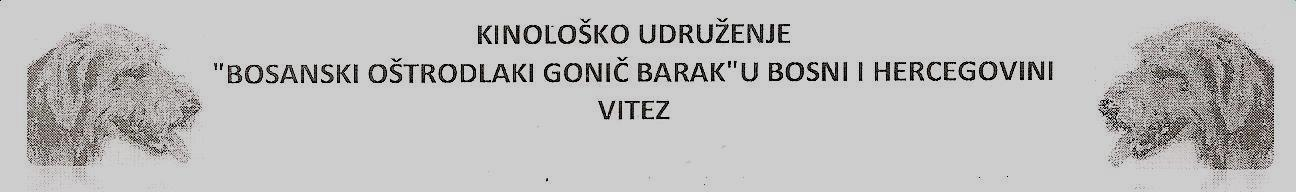 KINOLOŠKO UDRUŽENJE
"BOSANSKI OŠTRODLAKI GONIČ BARAK"U BOSNI I HERCEGOVINI
VITEZ